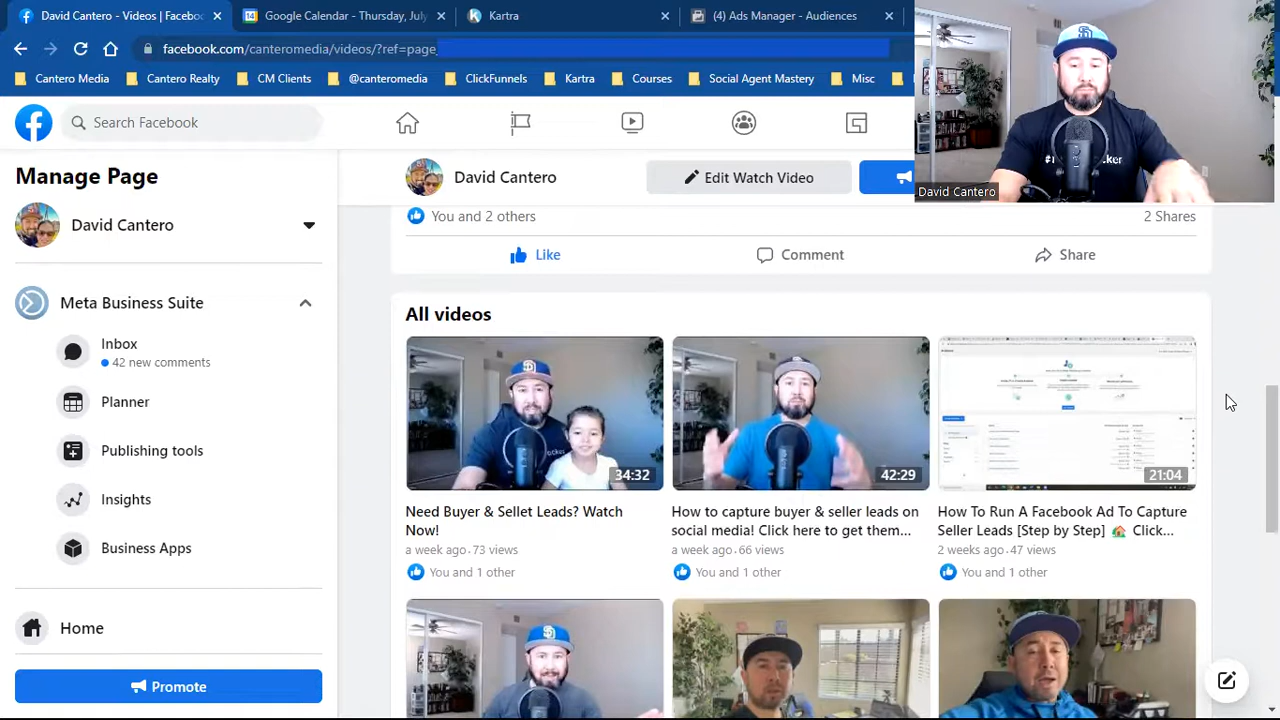 David Cantero - Videos | Facebo
Google Calendar - Thursday, July
Kartra
(4) Ads Manager - Audiences
facebook.com/canteromedia/videos/?ref=page_
Cantero Media
Cantero Realty
CM Clients
@cantromedia
ClickFunnels
Kartra
Courses
Social Agent Mastery
Misc
Search Facebook
David Cantero
Manage Page
David Cantero
Edit Watch Video
David Cantero
You and 2 others
2 Shares
Like
Comment
Share
Meta Business Suite
Inbox
42 new comments
Planner
Publishing tools
Insights
Business Apps
Home
Promote
All videos
34:32
42:29
21:04
Need Buyer & Sellet Leads? Watch
Now!
a week ago · 73 views
You and 1 other
How to capture buyer & seller leads on
social media! Click here to get them...
a week ago · 66 views
You and 1 other
How To Run A Facebook Ad To Capture
Seller Leads [Step by Step] 🏠 Click...
2 weeks ago · 47 views
You and 1 other